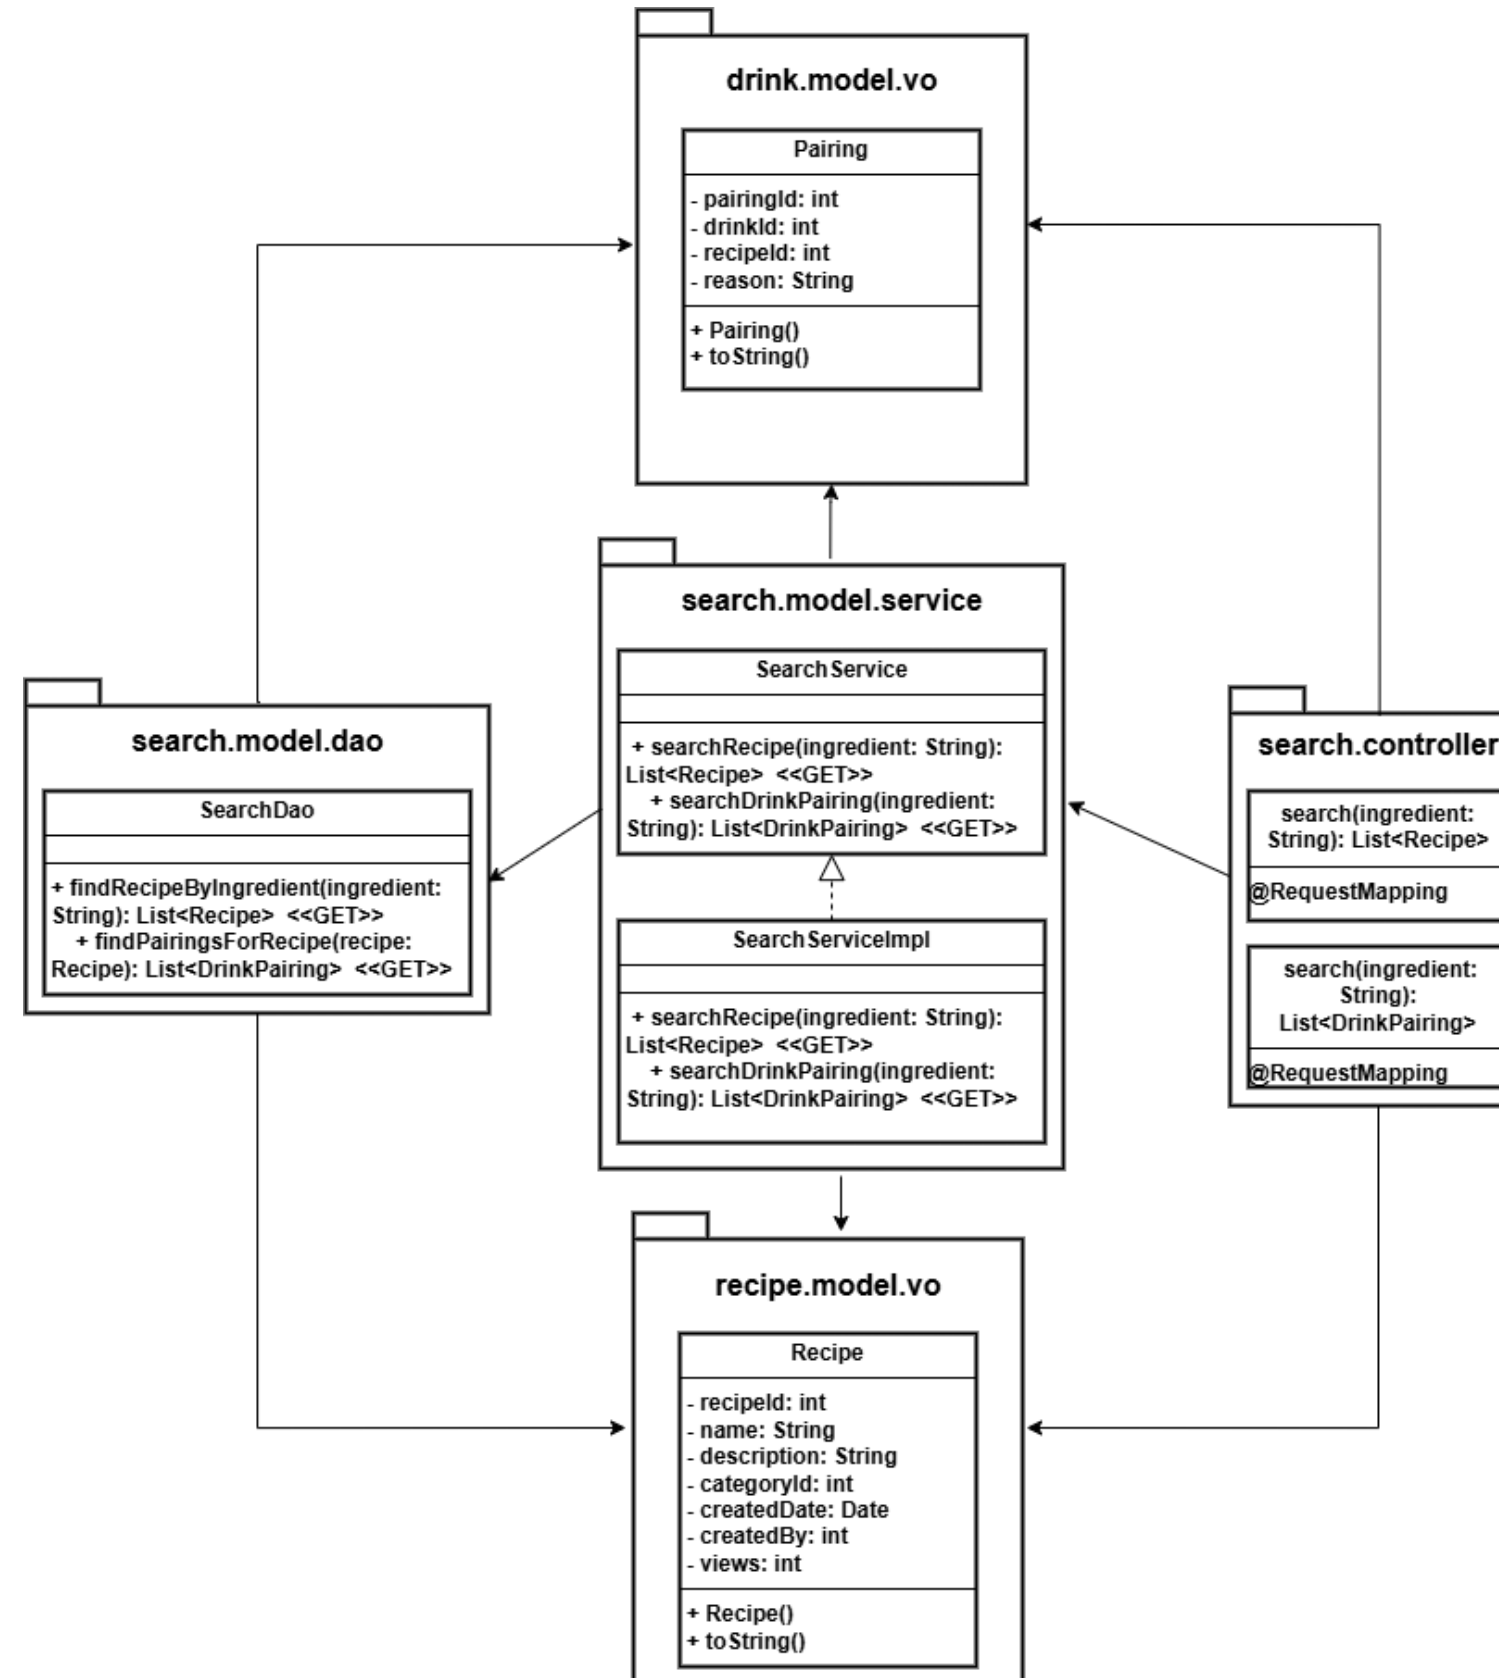 drink.model.vo
Pairing
- pairingId: int
- drinkId: int
- recipeId: int
- reason: String
+ Pairing()
+ toString()
search.model.service
SearchService
+ searchRecipe(ingredient: String):
List<Recipe> <<GET>>
+ searchDrinkPairing(ingredient:
String): List<DrinkPairing> <<GET>>
SearchServiceImpl
+ searchRecipe(ingredient: String):
List<Recipe> <<GET>>
+ searchDrinkPairing(ingredient:
String): List<DrinkPairing> <<GET>>
search.model.dao
SearchDao
+ findRecipeByIngredient(ingredient:
String): List<Recipe> <<GET>>
+ findPairingsForRecipe(recipe:
Recipe): List<DrinkPairing> <<GET>>
search.controller
search(ingredient:
String): List<Recipe>
@RequestMapping
search(ingredient:
String):
List<DrinkPairing>
@RequestMapping
recipe.model.vo
Recipe
- recipeId: int
- name: String
- description: String
- categoryId: int
- createdDate: Date
- createdBy: int
- views: int
+ Recipe()
+ toString()